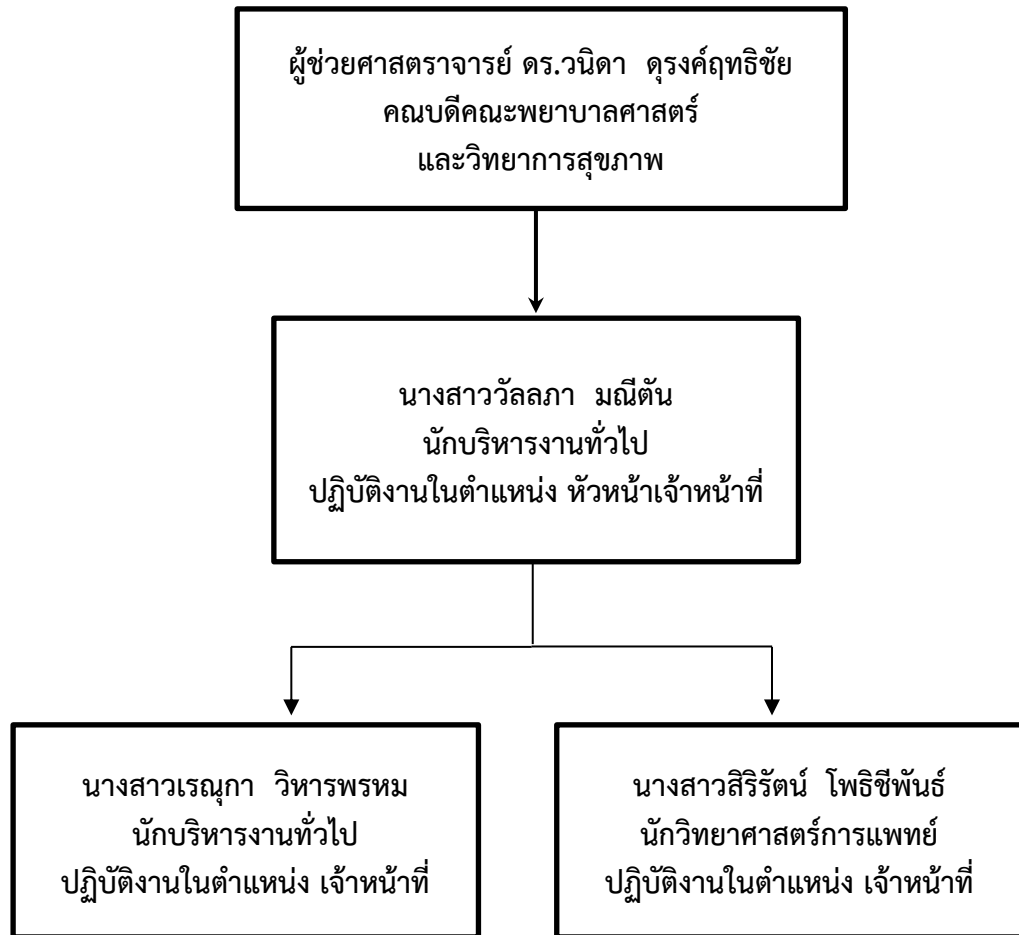 ผู้ช่วยศาสตราจารย์ ดร.วนิดา ดุรงค์ฤทธิชัย
คณบดีคณะพยาบาลศาสตร์
และวิทยาการสุขภาพ
นางสาววัลลภา มณีตัน
นักบริหารงานทั่วไป
ปฏิบัติงานในตำแหน่ง หัวหน้าเจ้าหน้าที่
นางสาวเรณุกา วิหารพรหม
นักบริหารงานทั่วไป
ปฏิบัติงานในตำแหน่ง เจ้าหน้าที่
นางสาวสิริรัตน์ โพธิชีพันธ์
นักวิทยาศาสตร์การแพทย์
ปฏิบัติงานในตำแหน่ง เจ้าหน้าที่